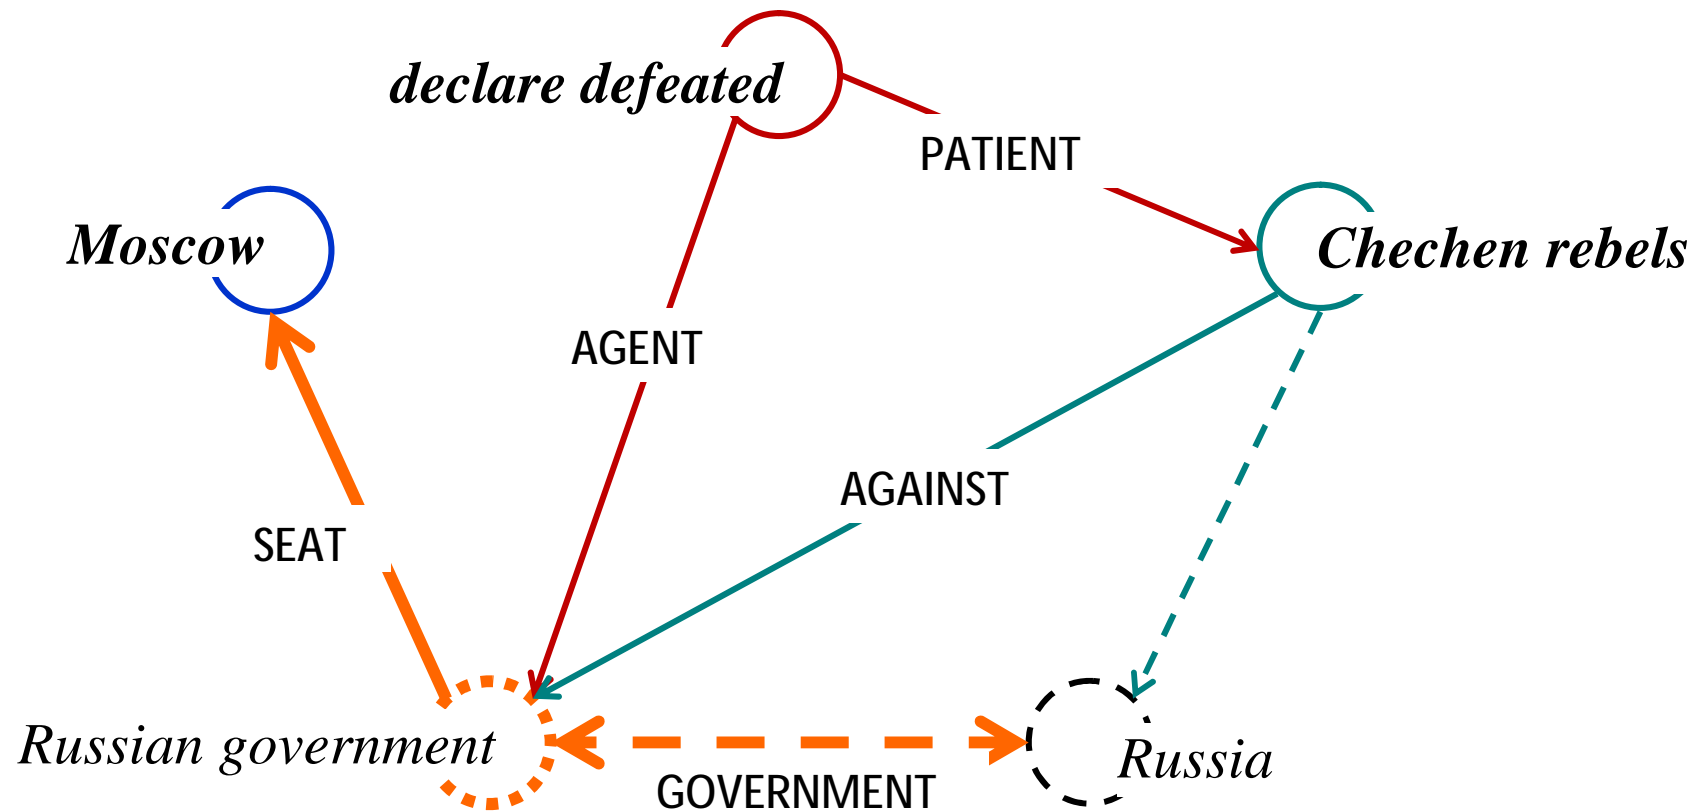 declare defeated
PATIENT
Moscow
Chechen rebels
AGENT
AGAINST
SEAT
Russian government
Russia
GOVERNMENT